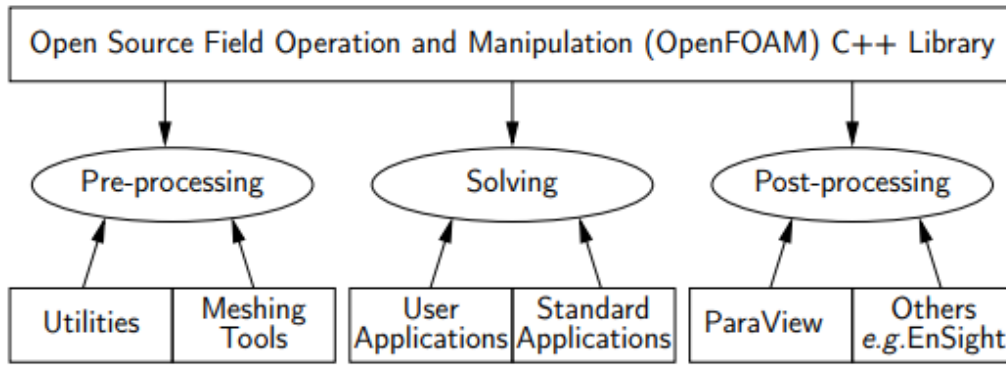 Open Source Field Operation and Manipulation (OpenFOAM) C++ Library
Pre-processing
Solving
Post-processing
Utilities
Meshing
Tools
User
Applications
Standard
Applications
ParaView
Others
e.g.EnSight